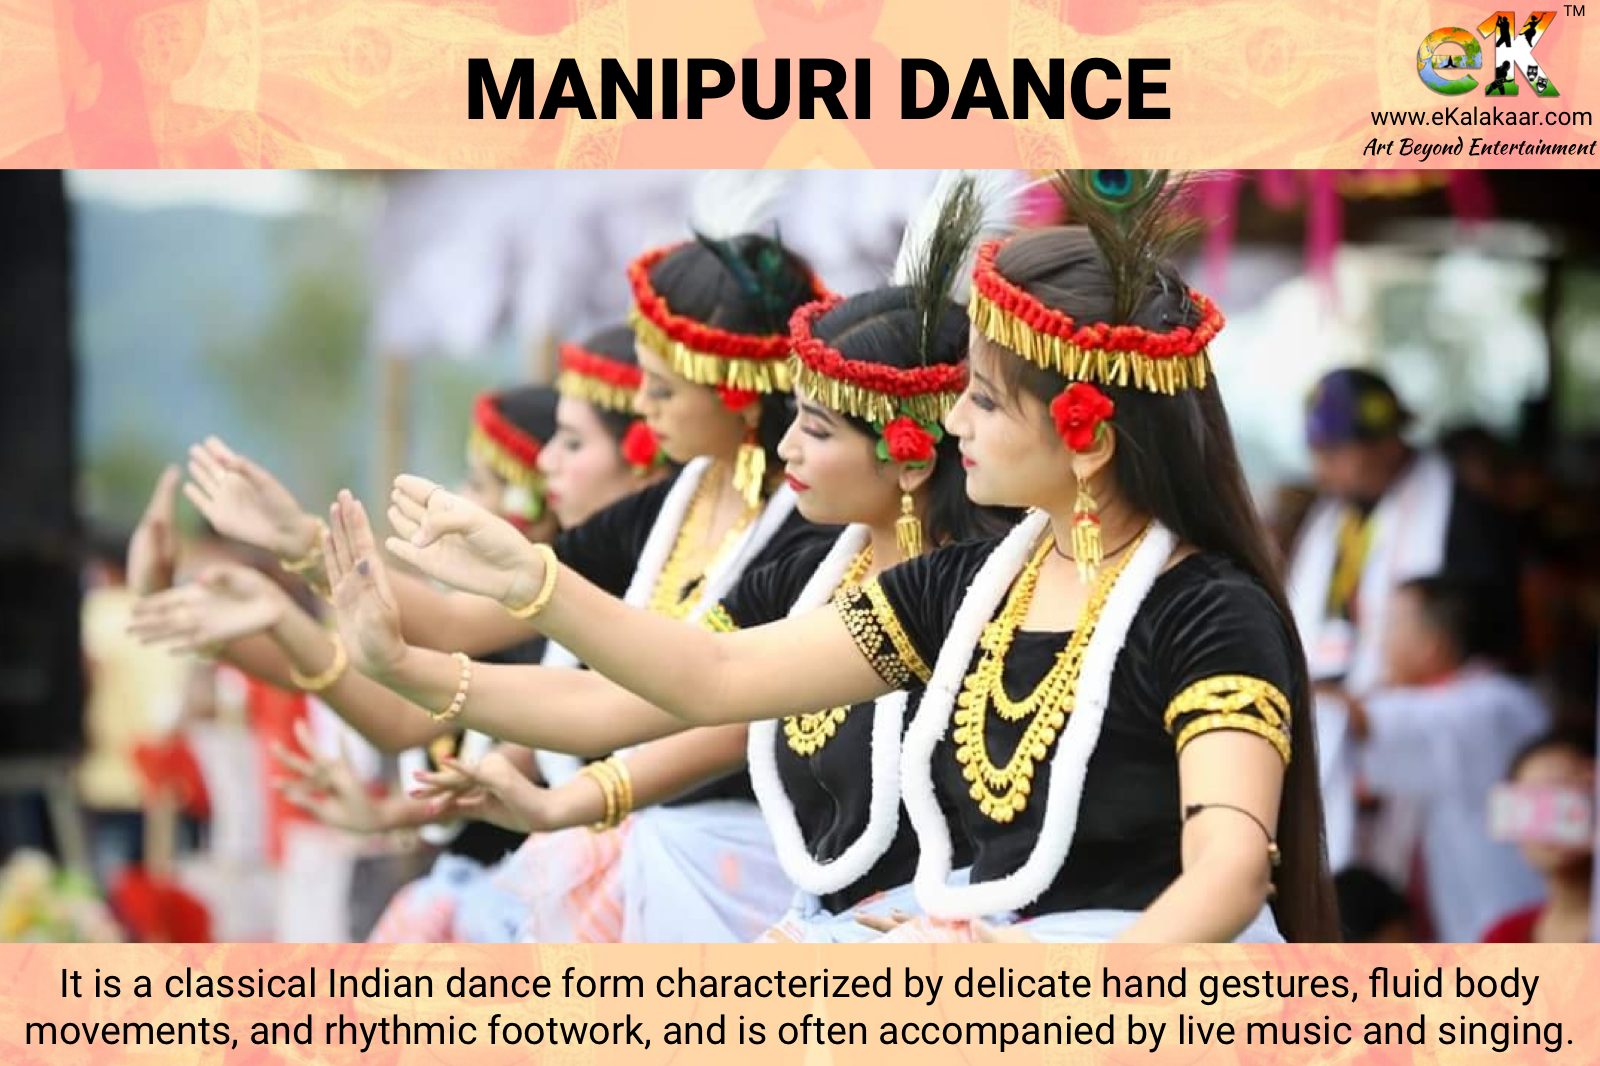 MANIPURI DANCE
eK
TM
www.eKalakaar.com
Art Beyond Entertainment
It is a classical Indian dance form characterized by delicate hand gestures, fluid body
movements, and rhythmic footwork, and is often accompanied by live music and singing.